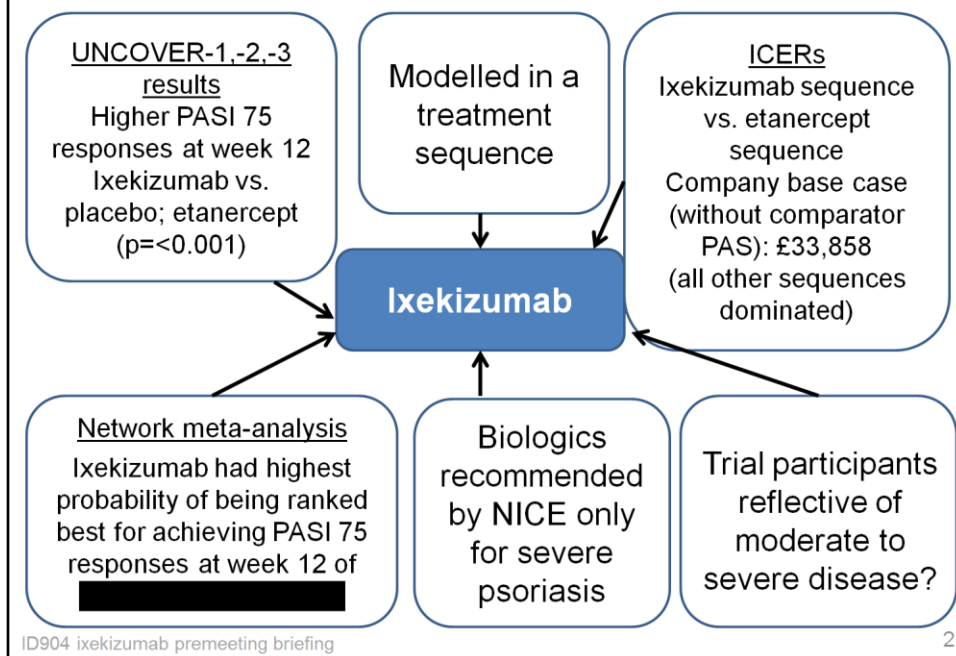 UNCOVER-1,-2,-3
results
Higher PASI 75
responses at week 12
Ixekizumab vs.
placebo; etanercept
(p=<0.001)
Modelled in a
treatment
sequence
ICERs
Ixekizumab sequence
vs. etanercept
sequence
Company base case
(without comparator
PAS): £33,858
(all other sequences
dominated)
Ixekizumab
Network meta-analysis
Ixekizumab had highest
probability of being ranked
best for achieving PASI 75
responses at week 12 of
Biologics
recommended
by NICE only
for severe
psoriasis
Trial participants
reflective of
moderate to
severe disease?
ID904 ixekizumab premeeting briefing
2